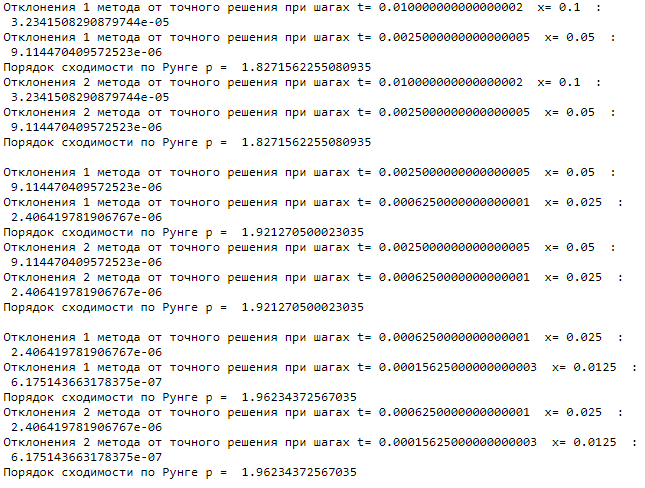 Отклонения 1 метода от точного решения при шагах t= 0.010000000000000002 x= 0.1 :
3.2341508290879744e-05
Отклонения 1 метода от точного решения при шагах t= 0.0025000000000000005 x= 0.05 :
9.114470409572523e-06
Порядок сходимости по Рунге p = 1.8271562255080935
Отклонения 2 метода от точного решения при шагах t= 0.010000000000000002 x= 0.1 :
3.2341508290879744e-05
Отклонения 2 метода от точного решения при шагах t= 0.0025000000000000005 x= 0.05 :
9.114470409572523e-06
Порядок сходимости по Рунге p = 1.8271562255080935
Отклонения 1 метода от точного решения при шагах t= 0.0025000000000000005 x= 0.05 :
9.114470409572523e-06
Отклонения 1 метода от точного решения при шагах t= 0.0006250000000000001 x= 0.025 :
2.406419781906767e-06
Порядок сходимости по Рунге p = 1.921270500023035
Отклонения 2 метода от точного решения при шагах t= 0.0025000000000000005 x= 0.05 :
9.114470409572523e-06
Отклонения 2 метода от точного решения при шагах t= 0.0006250000000000001 x= 0.025 :
2.406419781906767e-06
Порядок сходимости по Рунге p = 1.921270500023035
Отклонения 1 метода от точного решения при шагах t= 0.0006250000000000001 x= 0.025 :
2.406419781906767e-06
Отклонения 1 метода от точного решения при шагах t= 0.00015625000000000003 x= 0.0125 :
6.175143663178375e-07
Порядок сходимости по Рунге p = 1.96234372567035
Отклонения 2 метода от точного решения при шагах t= 0.0006250000000000001 x= 0.025 :
2.406419781906767e-06
Отклонения 2 метода от точного решения при шагах t= 0.00015625000000000003 x= 0.0125 :
6.175143663178375e-07
Порядок сходимости по Рунге p = 1.96234372567035